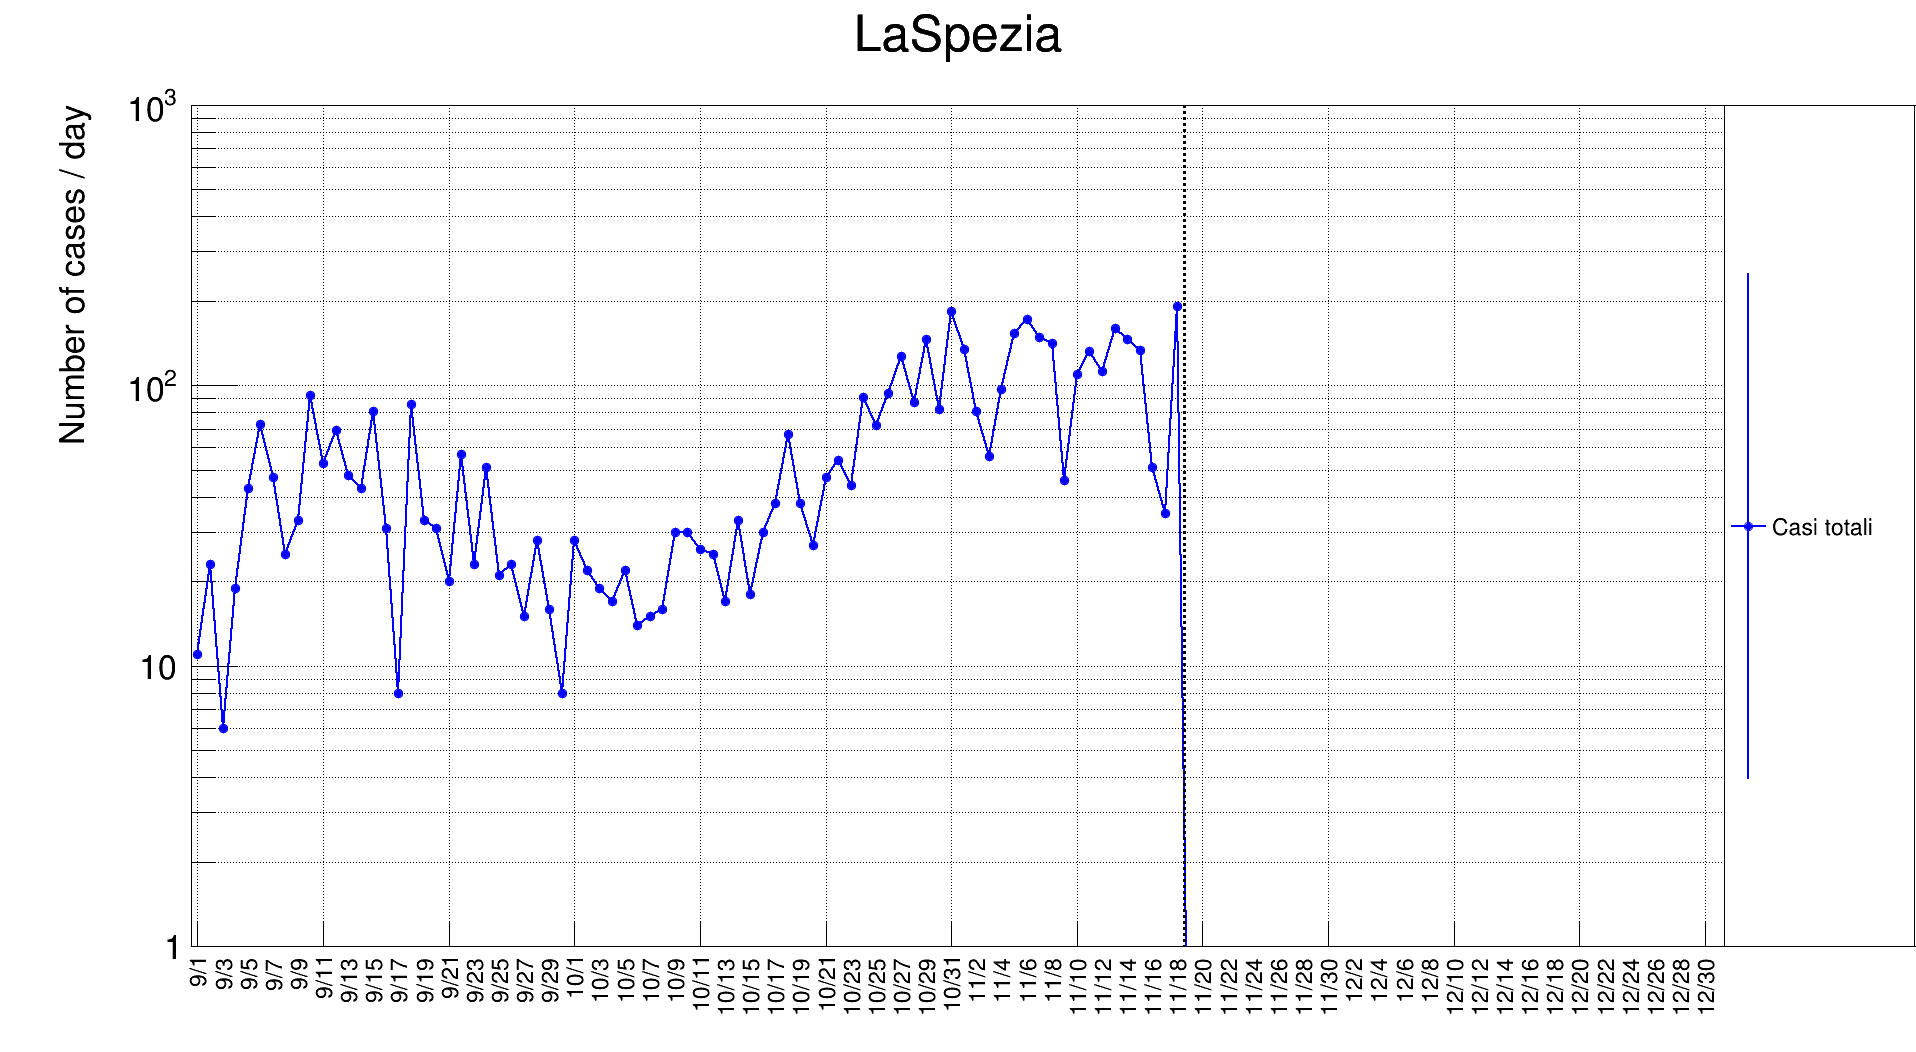 LaSpezia
Number of cases / day
10³
10²
10
1
9/1 9/3 9/5 9/7 9/9 9/11 9/13 9/15 9/17 9/19 9/21 9/23 9/25 9/27 9/29 10/1 10/3 10/5 10/7 10/9 10/11 10/13 10/15 10/17 10/19 10/21 10/23 10/25 10/27 10/29 10/31 11/2 11/4 11/6 11/8 11/10 11/12 11/14 11/16 11/18 11/20 11/22 11/24 11/26 11/28 11/30 12/2 12/4 12/6 12/8 12/10 12/12 12/14 12/16 12/18 12/20 12/22 12/24 12/26 12/28 12/30
Casi totali